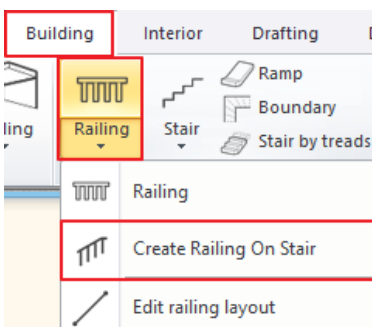 Building Interior Drafting
Ramp
Boundary
Stair by treads
Railing Stair
Railing
Create Railing On Stair
Edit railing layout